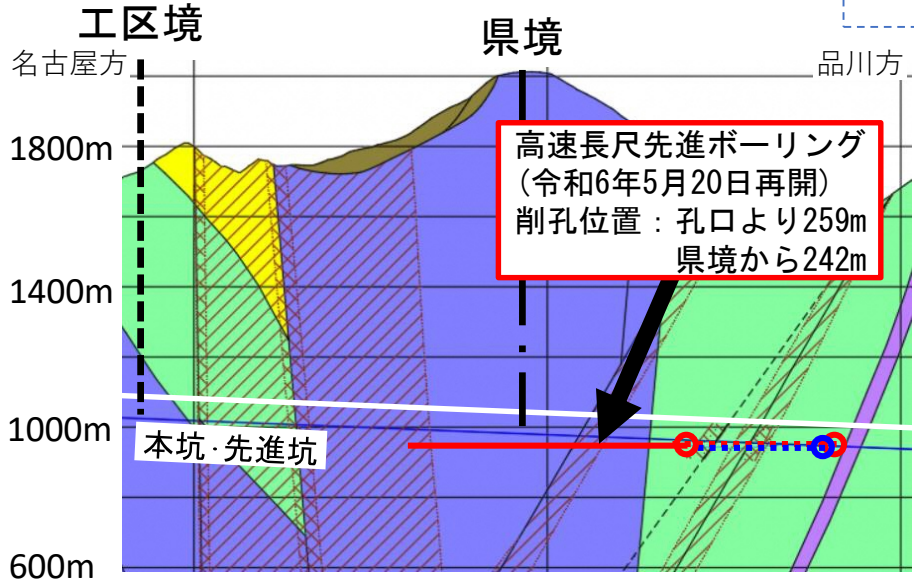 工区境
県境
名古屋方
品川方
1800m
高速長尺先進ボーリング
(令和6年5月20日再開)
削孔位置：孔口より259m
県境から242m
1400m
1000m
本坑･先進坑
600m